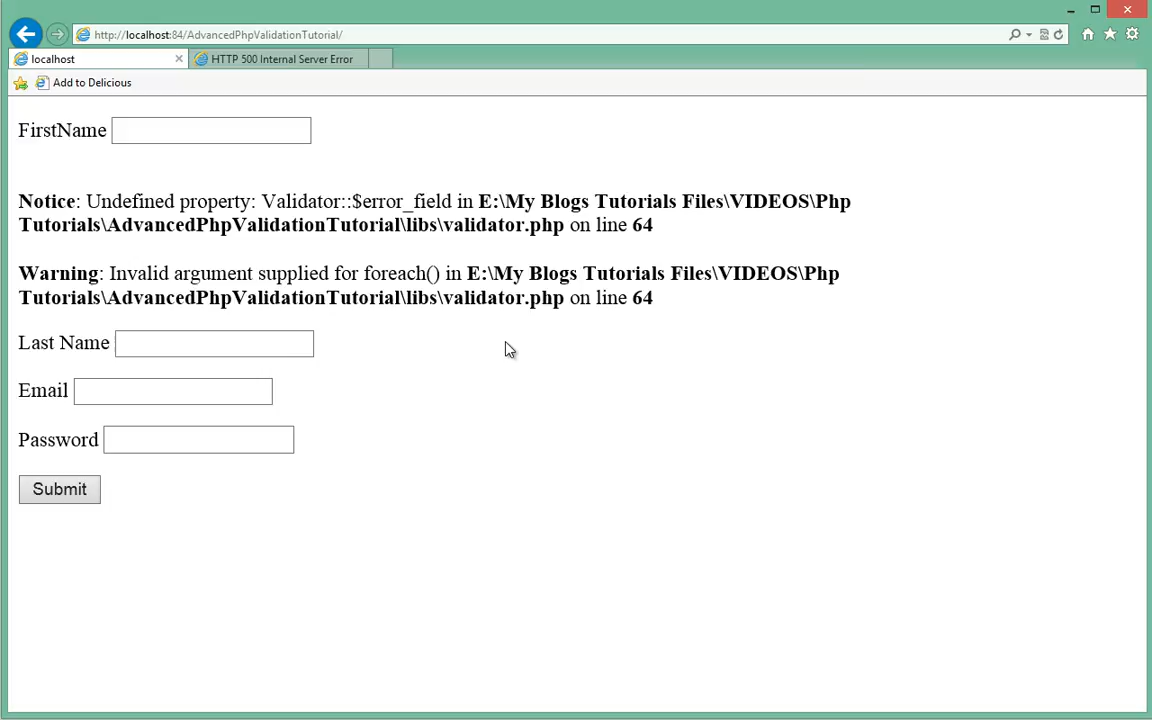 http://localhost:84/AdvancedPhpValidationTutorial/
localhost
HTTP 500 Internal Server Error
Add to Delicious
FirstName
Notice: Undefined property: Validator::$error_field in E:\My Blogs Tutorials Files\VIDEOS\Php
Tutorials\AdvancedPhpValidationTutorial\libs\validator.php on line 64
Warning: Invalid argument supplied for foreach() in E:\My Blogs Tutorials Files\VIDEOS\Php
Tutorials\AdvancedPhpValidationTutorial\libs\validator.php on line 64
Last Name
Email
Password
Submit